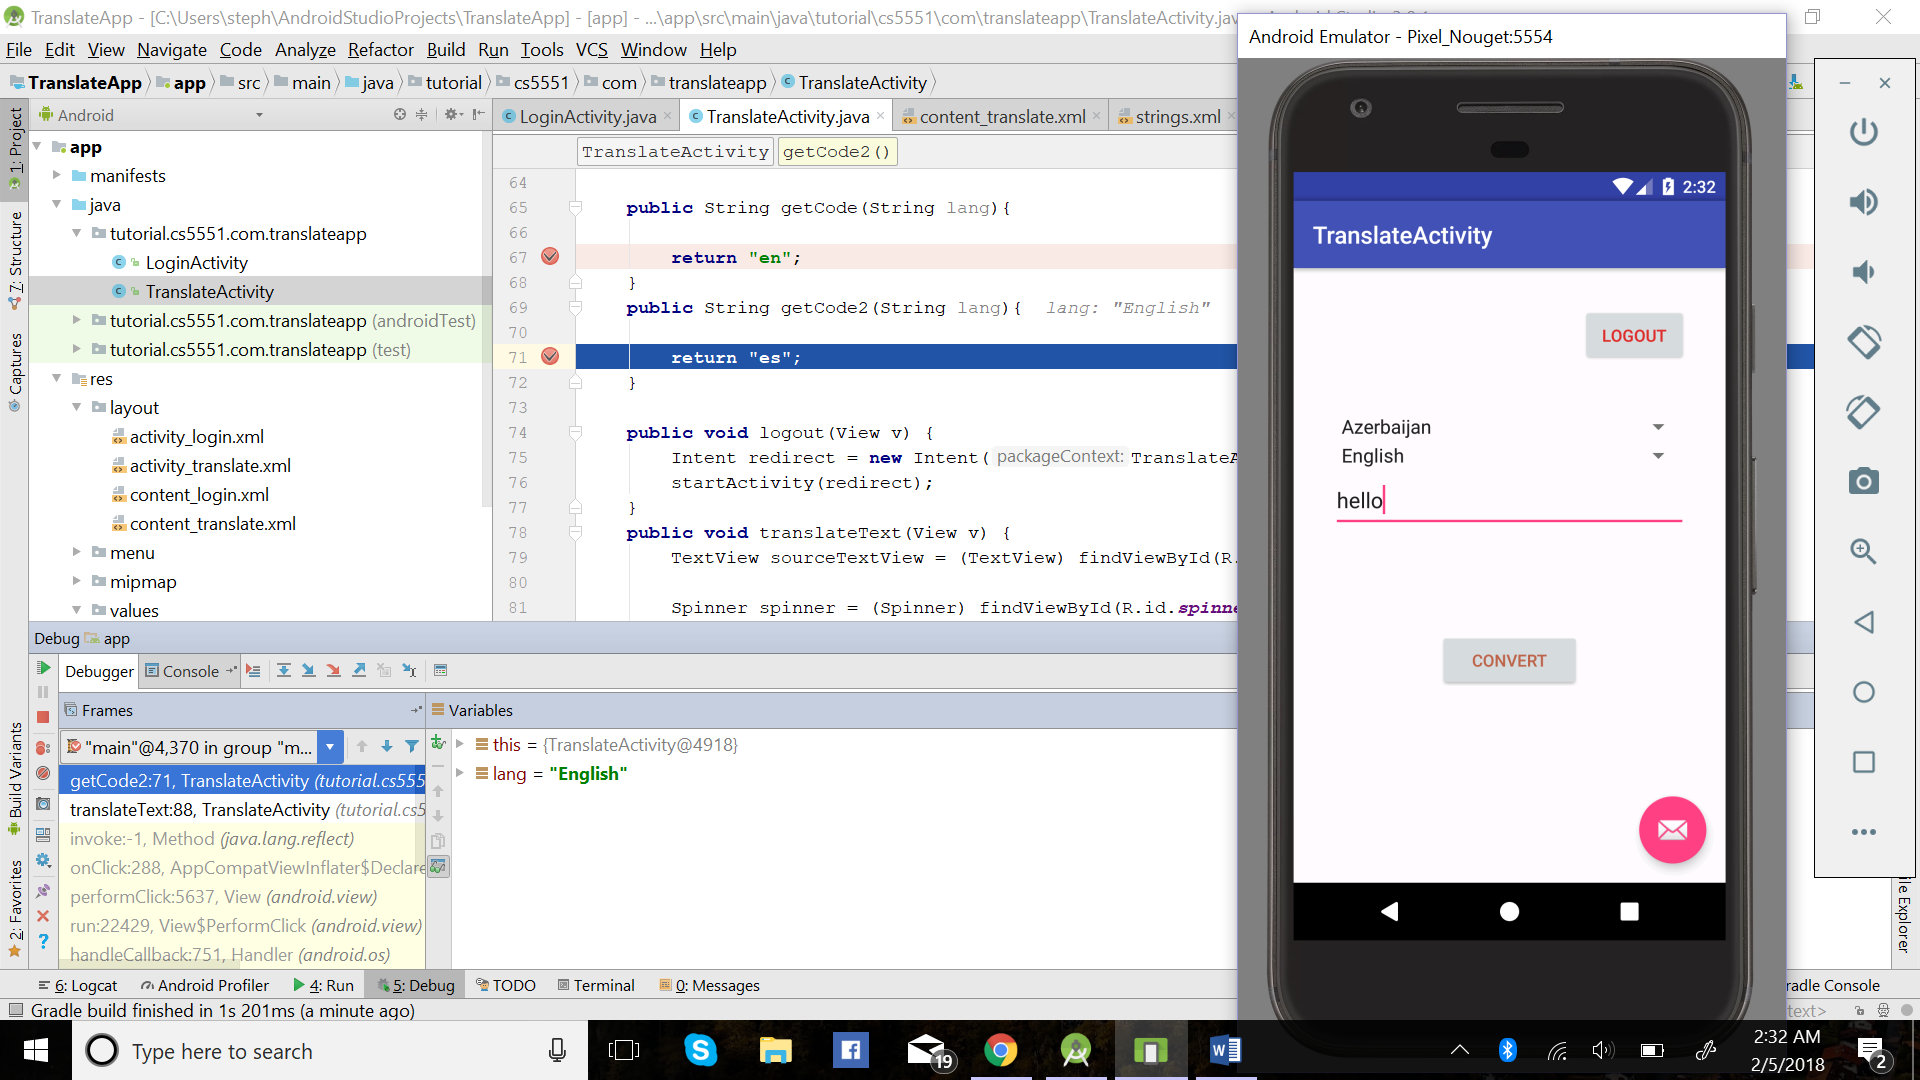 TranslateApp - [C:\Users\steph\AndroidStudioProjects\TranslateApp] - [app] - ...\app\src\main\java\tutorial\cs5551\com\translateapp\TranslateActivity.jav
File Edit View Navigate Code Analyze Refactor Build Run Tools VCS Window Help
TranslateApp app src main java tutorial cs5551 com translateapp TranslateActivity
Android
LoginActivity.java TranslateActivity.java content_translate.xml strings.xml
TranslateActivity getCode2()
1: Project
7: Structure
Captures
Build Variants
2: Favorites
app
manifests
java
tutorial.cs5551.com.translateapp
LoginActivity
TranslateActivity
tutorial.cs5551.com.translateapp (androidTest)
tutorial.cs5551.com.translateapp (test)
res
layout
activity_login.xml
activity_translate.xml
content_login.xml
content_translate.xml
menu
mipmap
values
64
65 public String getCode(String lang){
66
67 return "en";
68 }
69 public String getCode2(String lang){ lang: "English"
70
71 return "es";
72 }
73
74 public void logout(View v) {
75 Intent redirect = new Intent( packageContext: TranslateA
76 startActivity(redirect);
77 }
78 public void translateText(View v) {
79 TextView sourceTextView = (TextView) findViewById(R.
80
81 Spinner spinner = (Spinner) findViewById(R.id.spinne
Debug app
Debugger Console
Frames
"main"@4,370 in group "m...
getCode2:71, TranslateActivity (tutorial.cs555
translateText:88, TranslateActivity (tutorial.cs5
invoke:-1, Method (java.lang.reflect)
onClick:288, AppCompatViewInflater$Declare
performClick:5637, View (android.view)
run:22429, View$PerformClick (android.view)
handleCallback:751, Handler (android.os)
Variables
this = {TranslateActivity@4918}
lang = "English"
6: Logcat Android Profiler 4: Run 5: Debug TODO Terminal 0: Messages
radle Console
Gradle build finished in 1s 201ms (a minute ago)
text>
le Explorer
Android Emulator - Pixel_Nouget:5554
2:32
TranslateActivity
LOGOUT
Azerbaijan
English
hello
CONVERT
Type here to search
19
2:32 AM
2/5/2018
2